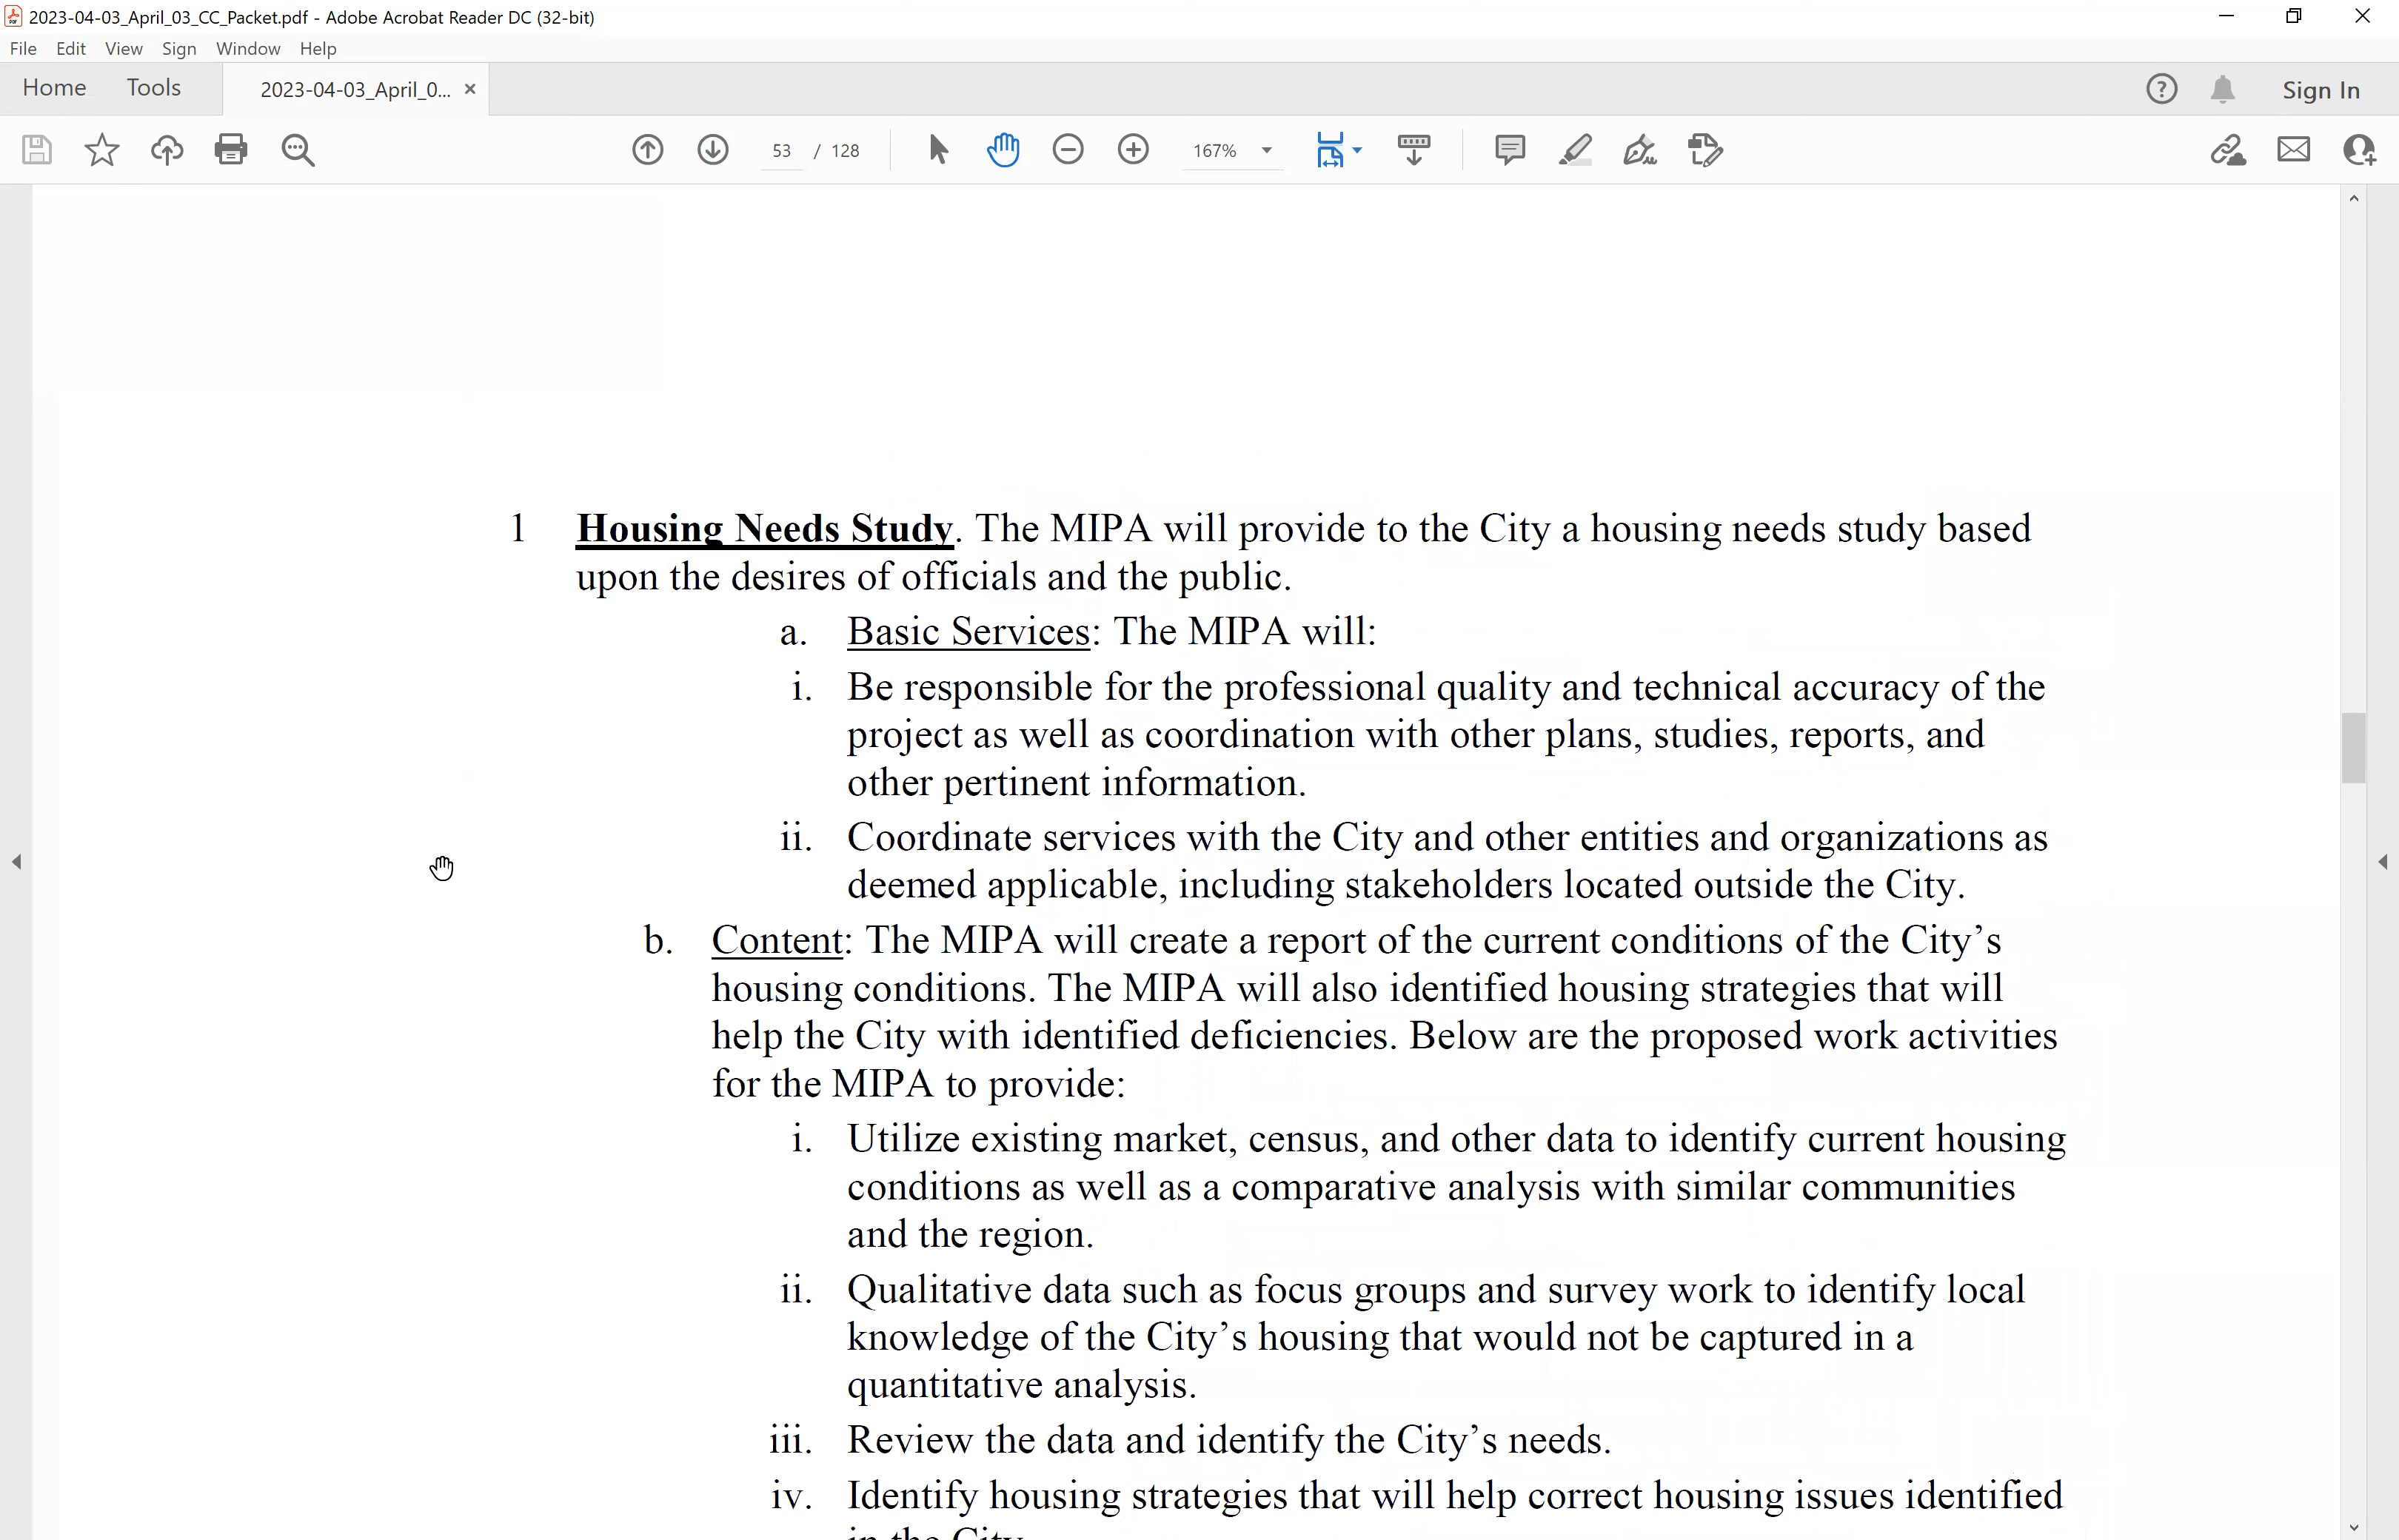 2023-04-03_April_03_CC_Packet.pdf - Adobe Acrobat Reader DC (32-bit)
File Edit View Sign Window Help
Home Tools 2023-04-03_April_0... × Sign In
53 / 128 167%
1 Housing Needs Study. The MIPA will provide to the City a housing needs study based
upon the desires of officials and the public.
a. Basic Services: The MIPA will:
i. Be responsible for the professional quality and technical accuracy of the
project as well as coordination with other plans, studies, reports, and
other pertinent information.
ii. Coordinate services with the City and other entities and organizations as
deemed applicable, including stakeholders located outside the City.
b. Content: The MIPA will create a report of the current conditions of the City’s
housing conditions. The MIPA will also identified housing strategies that will
help the City with identified deficiencies. Below are the proposed work activities
for the MIPA to provide:
i. Utilize existing market, census, and other data to identify current housing
conditions as well as a comparative analysis with similar communities
and the region.
ii. Qualitative data such as focus groups and survey work to identify local
knowledge of the City’s housing that would not be captured in a
quantitative analysis.
iii. Review the data and identify the City’s needs.
iv. Identify housing strategies that will help correct housing issues identified
in the City